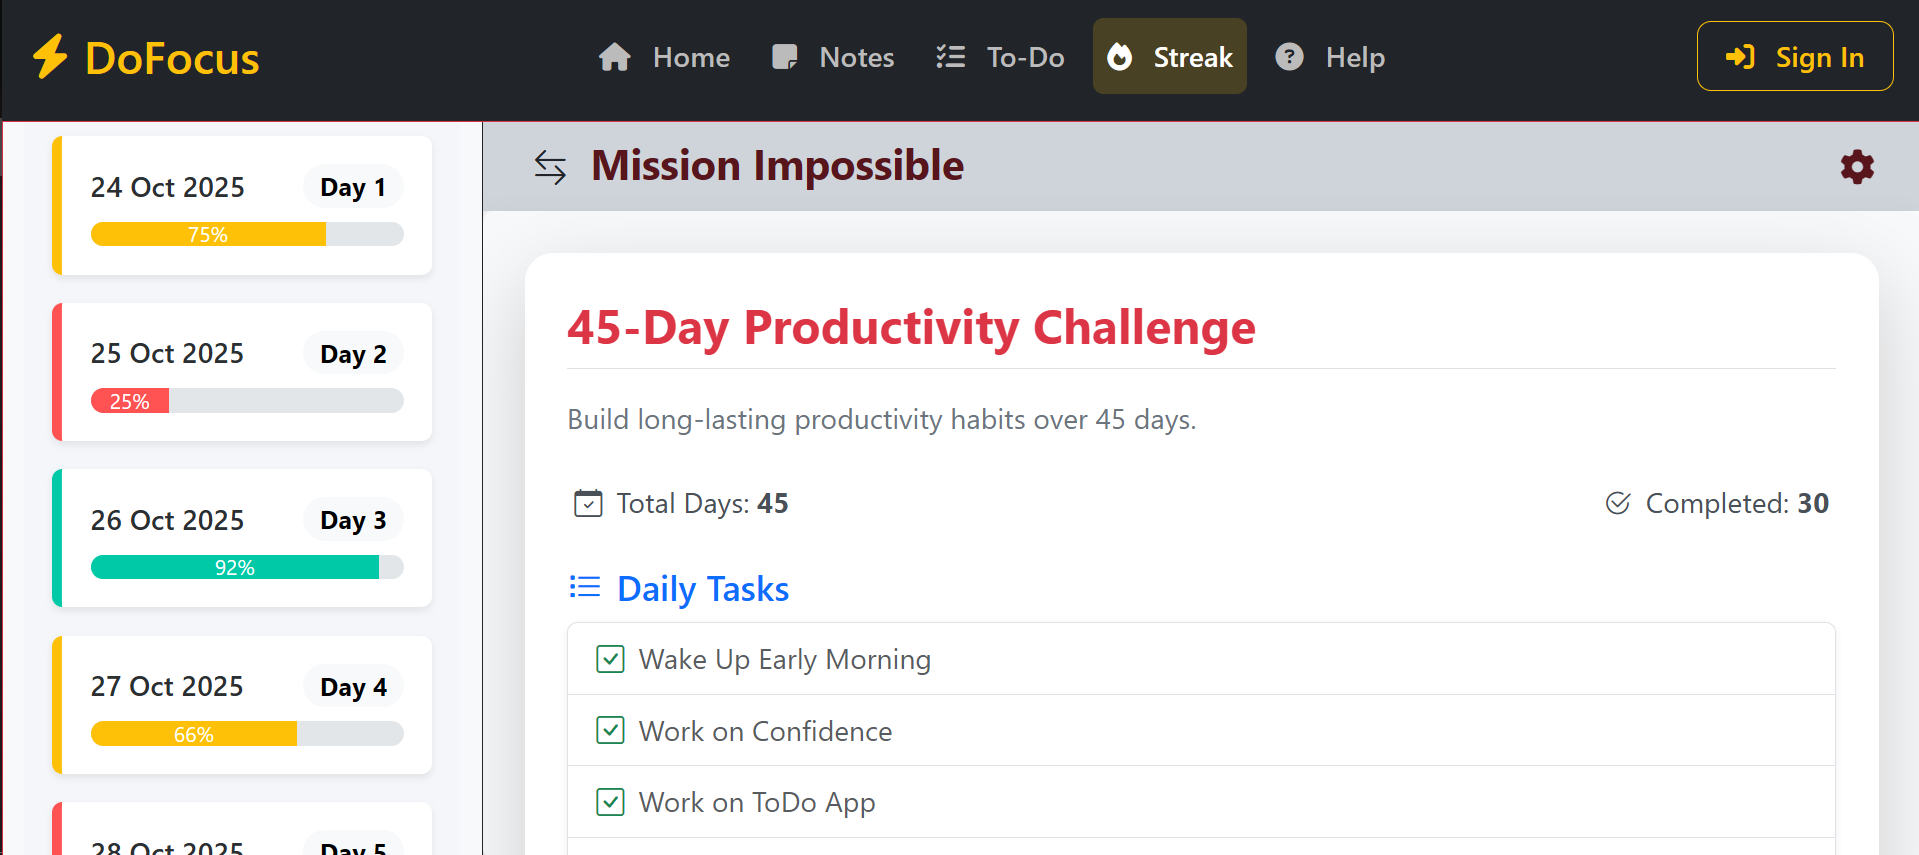 DoFocus
Home
Notes
To-Do
Streak
Help
Sign In
24 Oct 2025
Day 1
75%
25 Oct 2025
Day 2
25%
26 Oct 2025
Day 3
92%
27 Oct 2025
Day 4
66%
28 Oct 2025
Day 5
Mission Impossible
45-Day Productivity Challenge
Build long-lasting productivity habits over 45 days.
Total Days: 45
Completed: 30
Daily Tasks
Wake Up Early Morning
Work on Confidence
Work on ToDo App